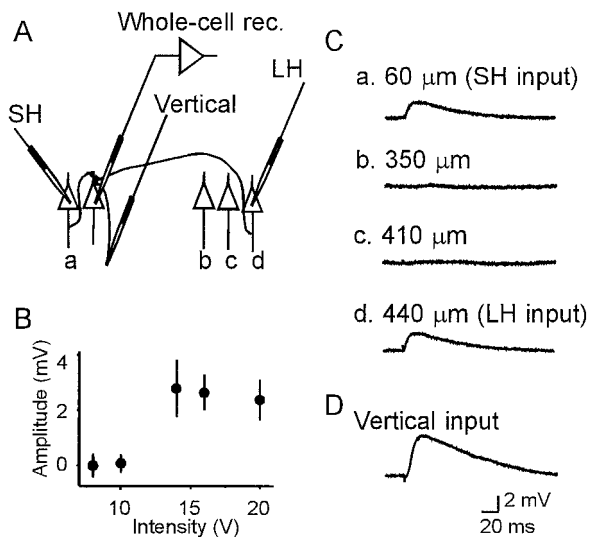 A
Whole-cell rec.
SH
Vertical
LH
a
b
c
d
B
Amplitude (mV)
4
2
0
10
15
20
Intensity (V)
C
a. 60 μm (SH input)
b. 350 μm
c. 410 μm
d. 440 μm (LH input)
D
Vertical input
2 mV
20 ms